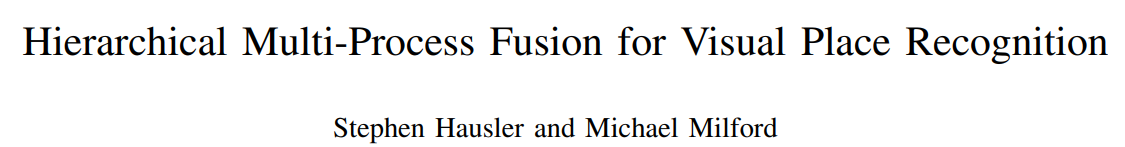 Hierarchical Multi-Process Fusion for Visual Place Recognition
Stephen Hausler and Michael Milford